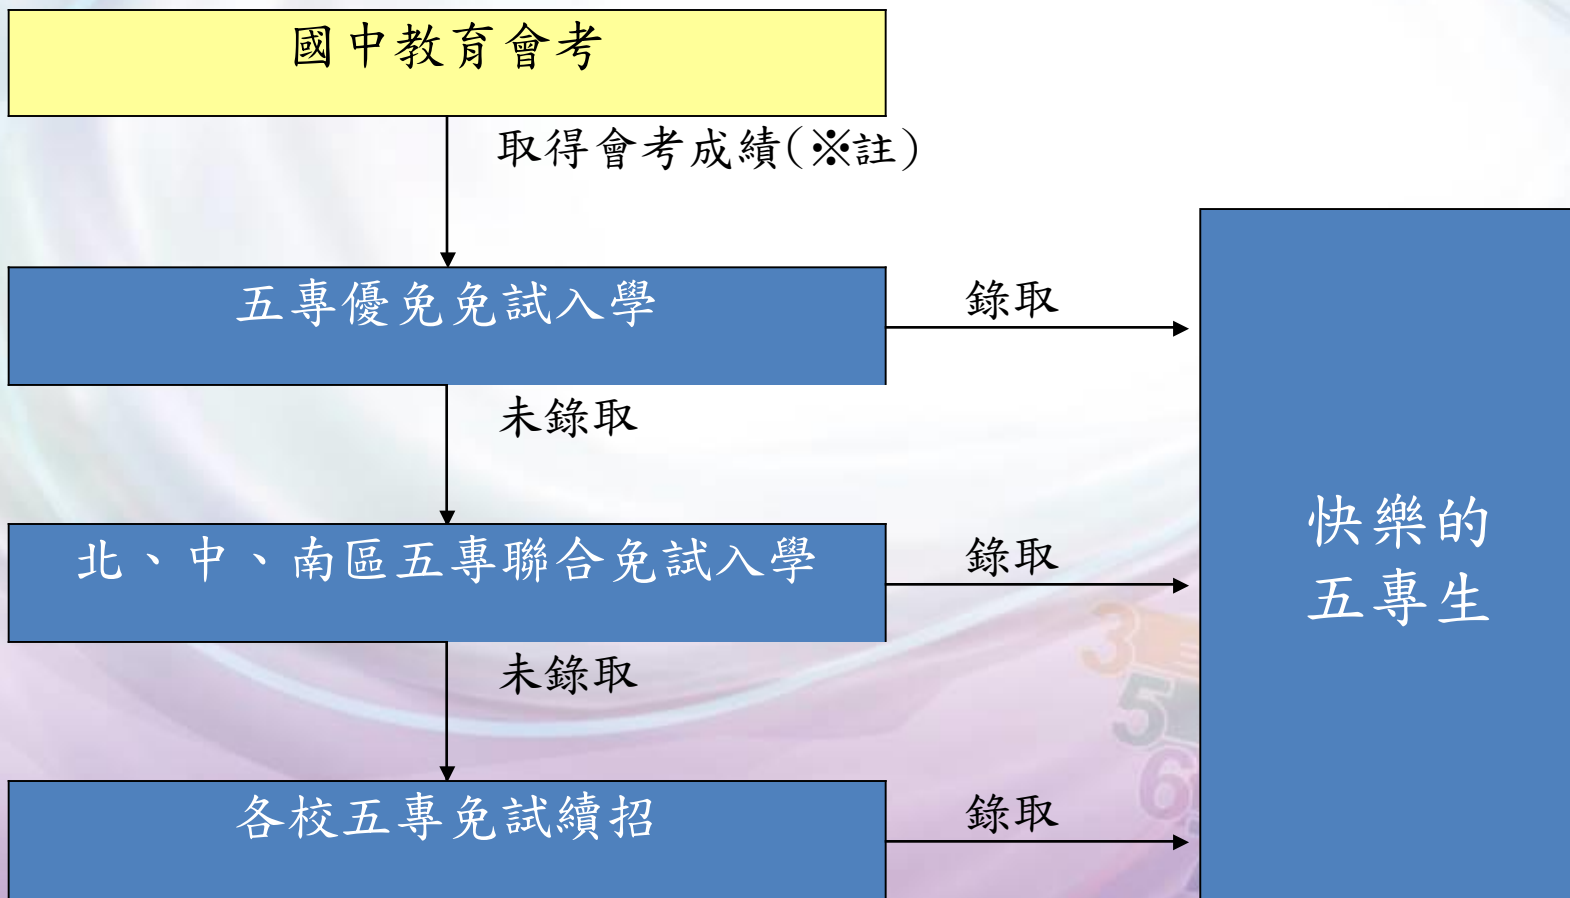 國中教育會考
取得會考成績(※註)
五專優免免試入學
錄取
未錄取
北、中、南區五專聯合免試入學
錄取
快樂的
五專生
未錄取
各校五專免試續招
錄取
3
5
6